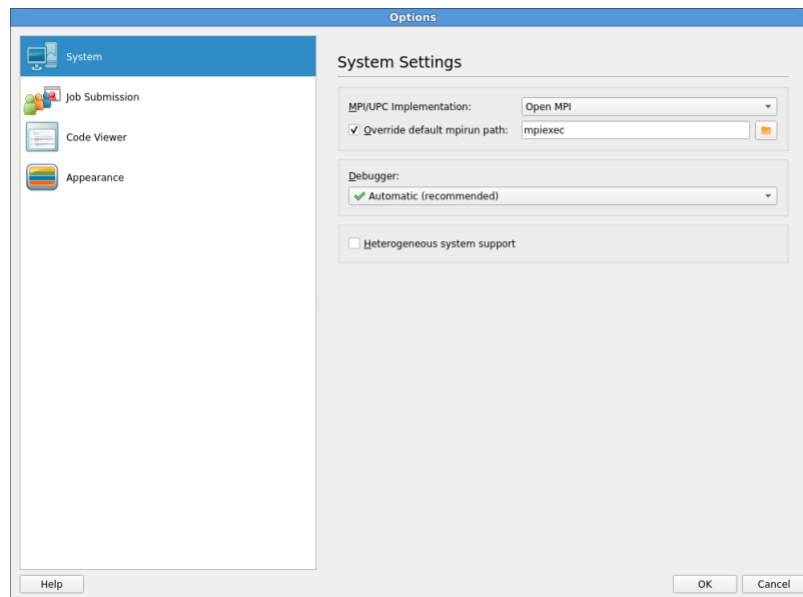 Options
System
Job Submission
Code Viewer
Appearance
System Settings
MPI/UPC Implementation: Open MPI
Override default mpirun path: mpiexec
Debugger:
Automatic (recommended)
Heterogeneous system support
Help OK Cancel